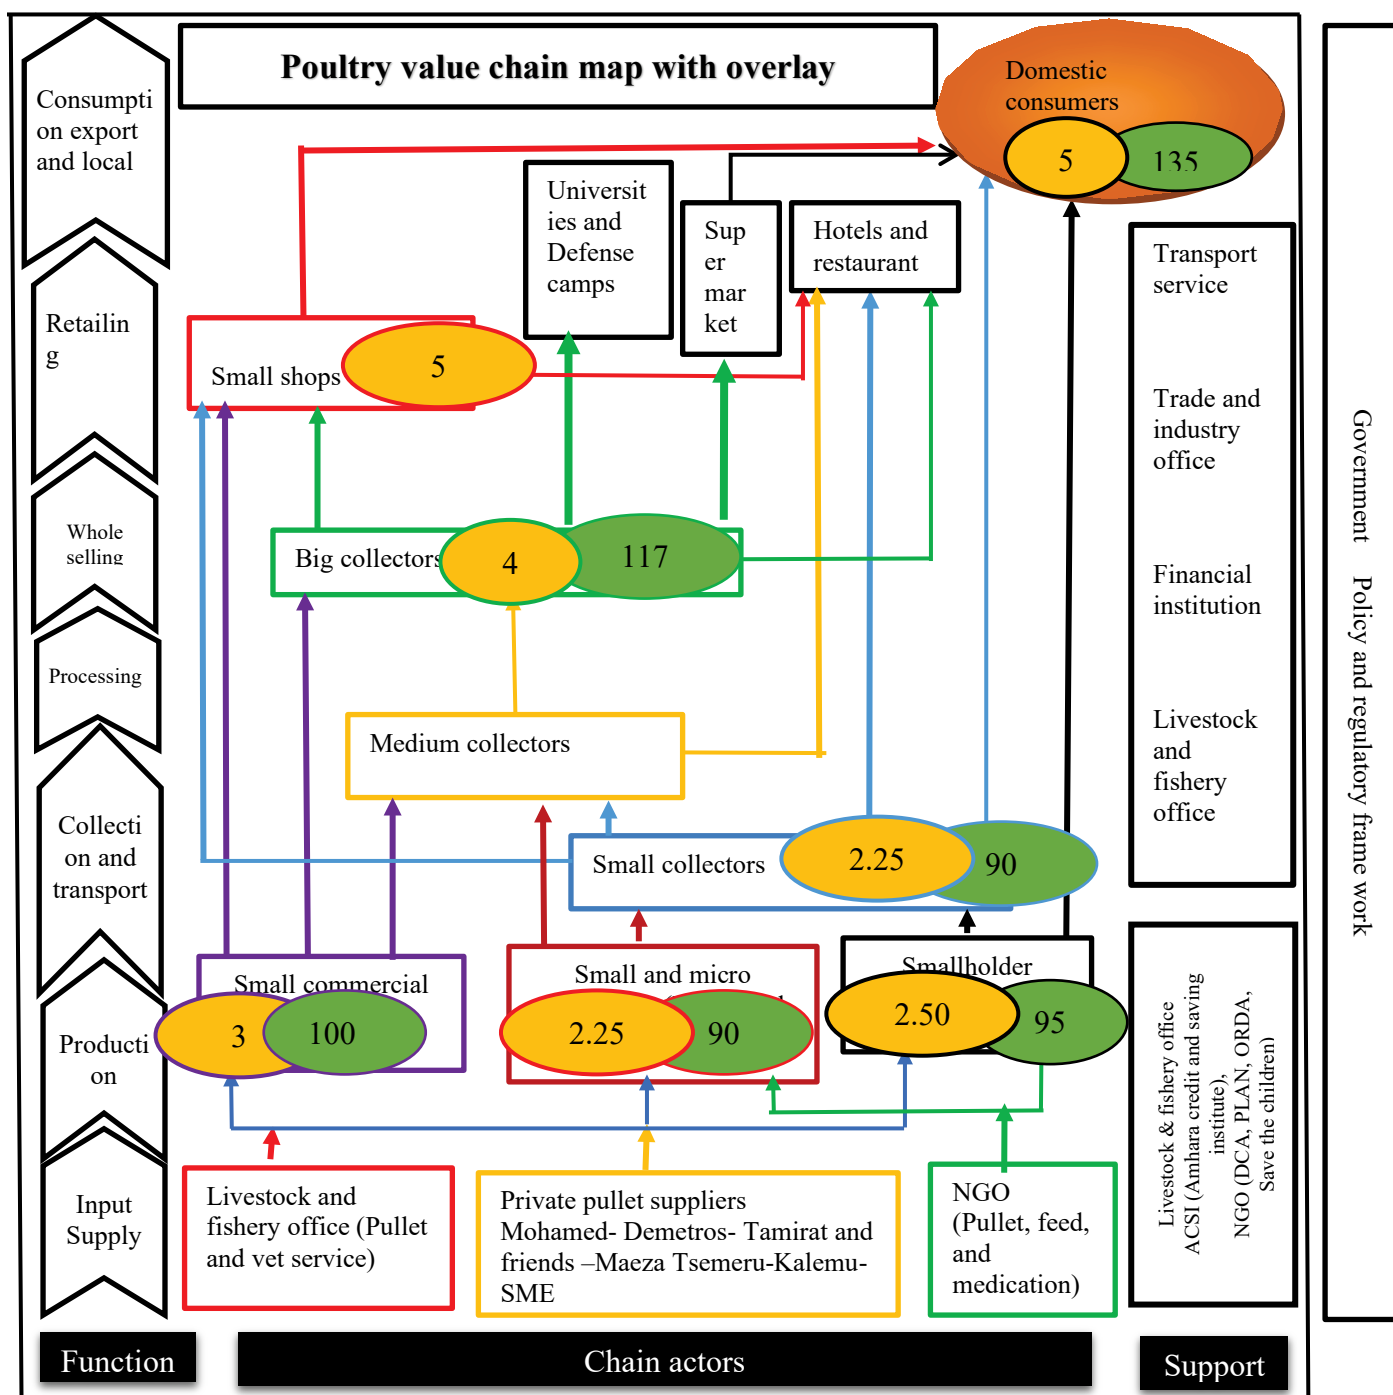 Poultry value chain map with overlay
Domestic
consumers
5
135
Consumpti
on export
and local
Universit
ies and
Defense
camps
Sup
er
mar
ket
Hotels and
restaurant
Transport
service
Retailin
g
Small shops
5
Trade and
industry
office
Whole
selling
Big collectors
4
117
Financial
institution
Processing
Medium collectors
Livestock
and
fishery
office
Collecti
on and
transport
Small collectors
2.25
90
Small commercial
3
100
Small and micro
2.25
90
Smallholder
2.50
95
Producti
on
Input
Supply
Livestock and
fishery office (Pullet
and vet service)
Private pullet suppliers
Mohamed- Demetros- Tamirat and
friends –Maeza Tsemeru-Kalemu-
SME
NGO
(Pullet, feed,
and
medication)
Livestock & fishery office
ACSI (Amhara credit and saving
institute),
NGO (DCA, PLAN, ORDA,
Save the children)
Government Policy and regulatory frame work
Function
Chain actors
Support